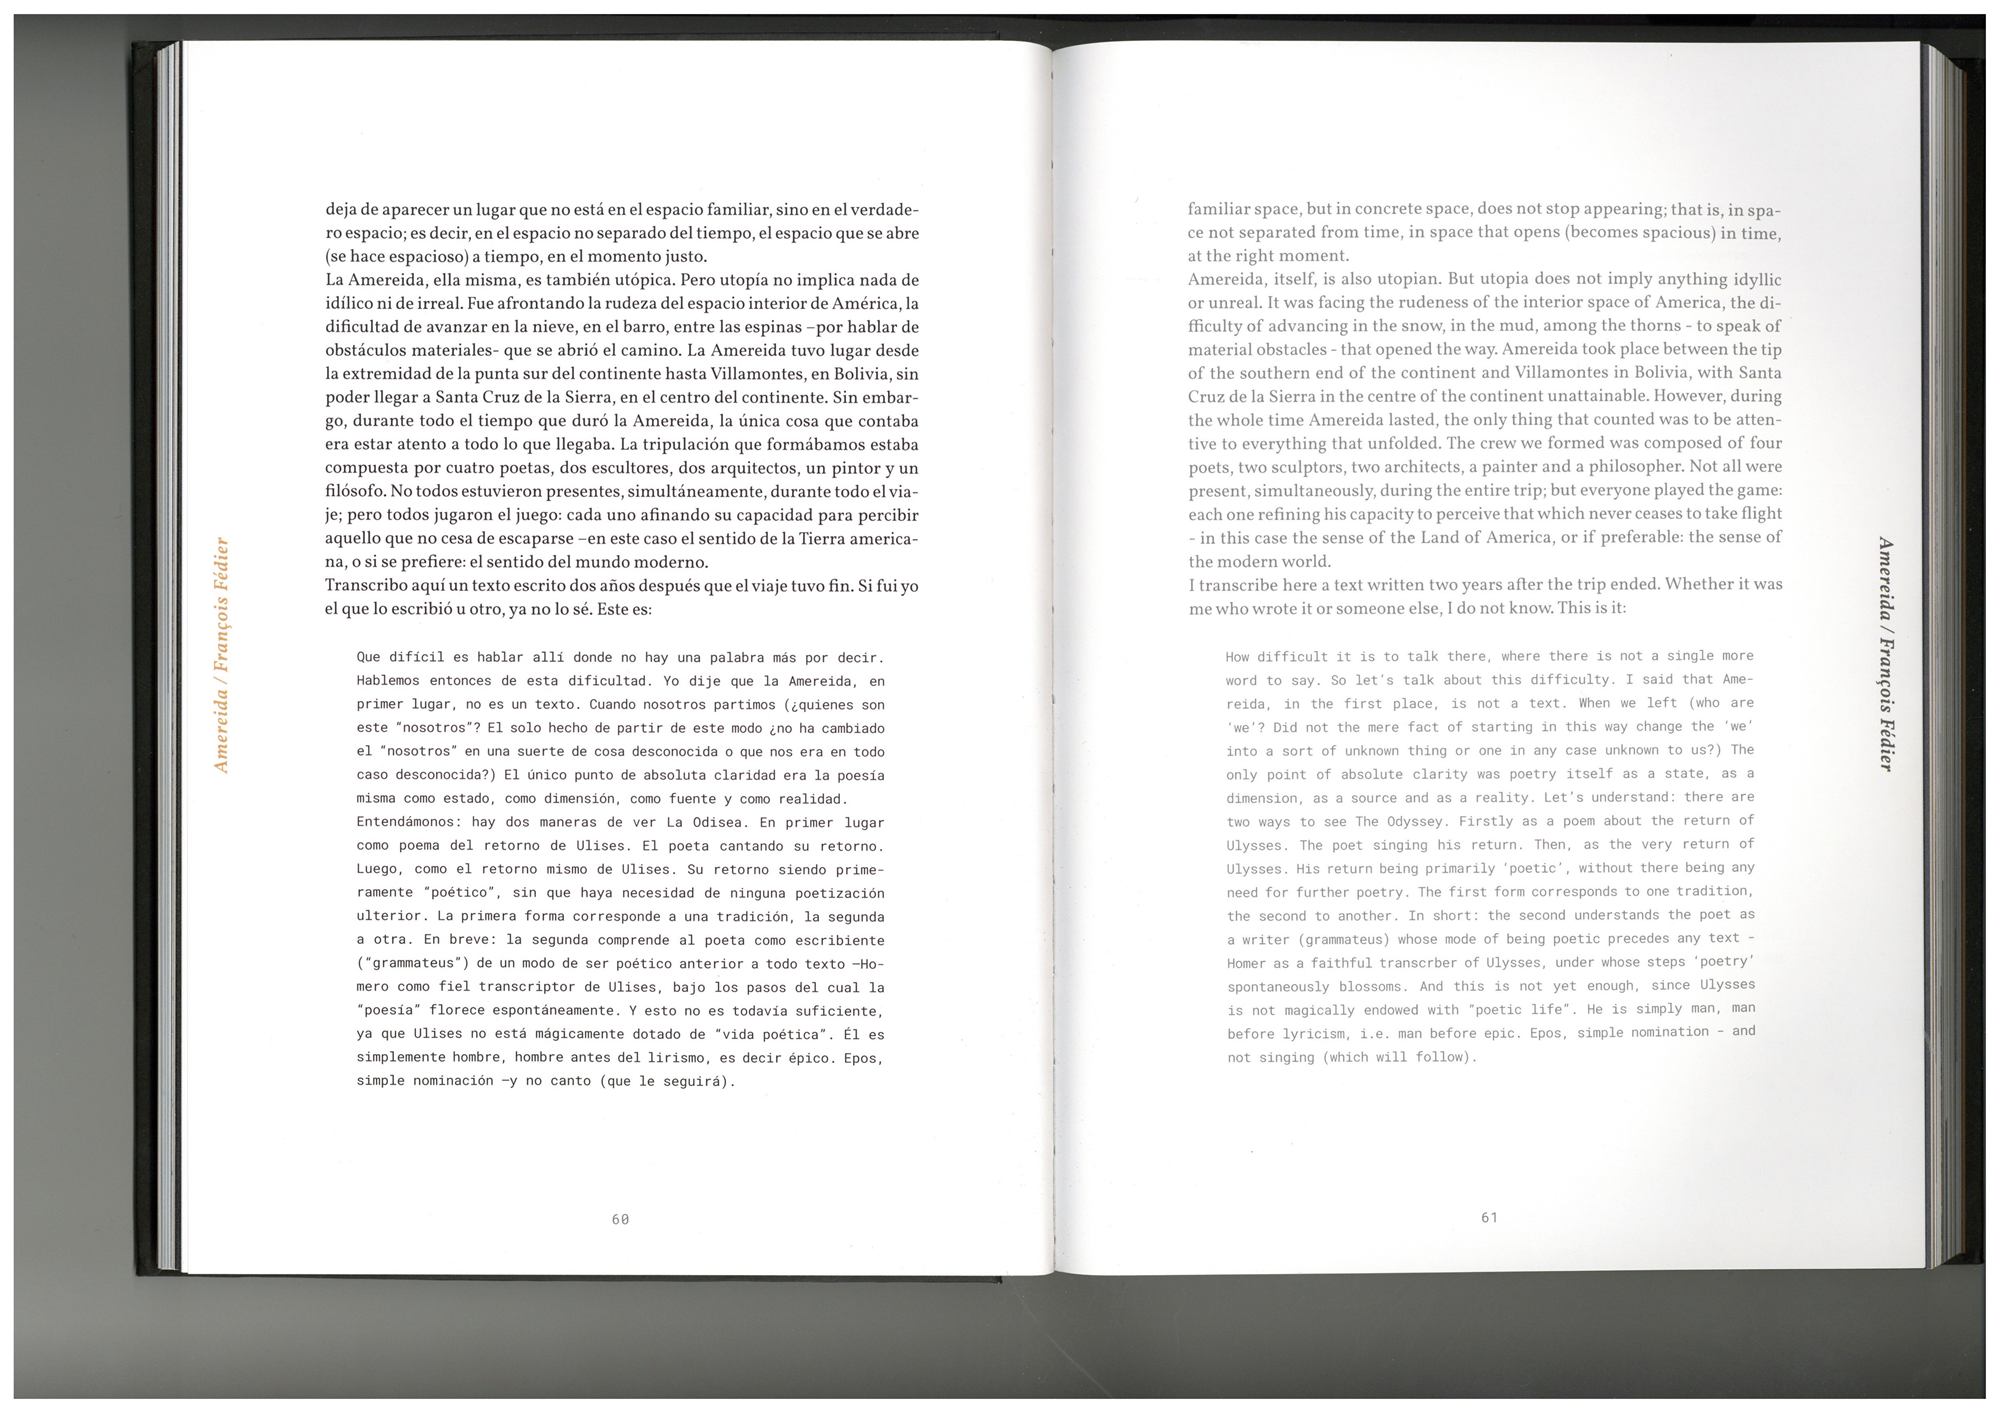 deja de aparecer un lugar que no está en el espacio familiar, sino en el verdade-
ro espacio; es decir, en el espacio no separado del tiempo, el espacio que se abre
(se hace espacioso) a tiempo, en el momento justo.
La Amereida, ella misma, es también utópica. Pero utopía no implica nada de
idílico ni de irreal. Fue afrontando la rudeza del espacio interior de América, la
dificultad de avanzar en la nieve, en el barro, entre las espinas –por hablar de
obstáculos materiales- que se abrió el camino. La Amereida tuvo lugar desde
la extremidad de la punta sur del continente hasta Villamontes, en Bolivia, sin
poder llegar a Santa Cruz de la Sierra, en el centro del continente. Sin embar-
go, durante todo el tiempo que duró la Amereida, la única cosa que contaba
era estar atento a todo lo que llegaba. La tripulación que formábamos estaba
compuesta por cuatro poetas, dos escultores, dos arquitectos, un pintor y un
filósofo. No todos estuvieron presentes, simultáneamente, durante todo el via-
je; pero todos jugaron el juego: cada uno afinando su capacidad para percibir
aquello que no cesa de escaparse –en este caso el sentido de la Tierra america-
na, o si se prefiere: el sentido del mundo moderno.
Transcribo aquí un texto escrito dos años después que el viaje tuvo fin. Si fui yo
el que lo escribió u otro, ya no lo sé. Este es:
Que difícil es hablar allí donde no hay una palabra más por decir.
Hablemos entonces de esta dificultad. Yo dije que la Amereida, en
primer lugar, no es un texto. Cuando nosotros partimos (¿quienes son
este “nosotros”? El solo hecho de partir de este modo ¿no ha cambiado
el “nosotros” en una suerte de cosa desconocida o que nos era en todo
caso desconocida?) El único punto de absoluta claridad era la poesía
misma como estado, como dimensión, como fuente y como realidad.
Entendámonos: hay dos maneras de ver La Odisea. En primer lugar
como poema del retorno de Ulises. El poeta cantando su retorno.
Luego, como el retorno mismo de Ulises. Su retorno siendo prime-
ramente “poético”, sin que haya necesidad de ninguna poetización
ulterior. La primera forma corresponde a una tradición, la segunda
a otra. En breve: la segunda comprende al poeta como escribiente
(“grammateus”) de un modo de ser poético anterior a todo texto –Ho-
mero como fiel transcriptor de Ulises, bajo los pasos del cual la
“poesía” florece espontáneamente. Y esto no es todavía suficiente,
ya que Ulises no está mágicamente dotado de “vida poética”. Él es
simplemente hombre, hombre antes del lirismo, es decir épico. Epos,
simple nominación –y no canto (que le seguirá).
60
Amereida / François Fédier
familiar space, but in concrete space, does not stop appearing; that is, in spa-
ce not separated from time, in space that opens (becomes spacious) in time,
at the right moment.
Amereida, itself, is also utopian. But utopia does not imply anything idyllic
or unreal. It was facing the rudeness of the interior space of America, the di-
fficulty of advancing in the snow, in the mud, among the thorns - to speak of
material obstacles - that opened the way. Amereida took place between the tip
of the southern end of the continent and Villamontes in Bolivia, with Santa
Cruz de la Sierra in the centre of the continent unattainable. However, during
the whole time Amereida lasted, the only thing that counted was to be atten-
tive to everything that unfolded. The crew we formed was composed of four
poets, two sculptors, two architects, a painter and a philosopher. Not all were
present, simultaneously, during the entire trip; but everyone played the game:
each one refining his capacity to perceive that which never ceases to take flight
- in this case the sense of the Land of America, or if preferable: the sense of
the modern world.
I transcribe here a text written two years after the trip ended. Whether it was
me who wrote it or someone else, I do not know. This is it:
How difficult it is to talk there, where there is not a single more
word to say. So let's talk about this difficulty. I said that Ame-
reida, in the first place, is not a text. When we left (who are
‘we’? Did not the mere fact of starting in this way change the ‘we’
into a sort of unknown thing or one in any case unknown to us?) The
only point of absolute clarity was poetry itself as a state, as a
dimension, as a source and as a reality. Let's understand: there are
two ways to see The Odyssey. Firstly as a poem about the return of
Ulysses. The poet singing his return. Then, as the very return of
Ulysses. His return being primarily ‘poetic’, without there being any
need for further poetry. The first form corresponds to one tradition,
the second to another. In short: the second understands the poet as
a writer (grammateus) whose mode of being poetic precedes any text -
Homer as a faithful transcrber of Ulysses, under whose steps ‘poetry’
spontaneously blossoms. And this is not yet enough, since Ulysses
is not magically endowed with “poetic life”. He is simply man, man
before lyricism, i.e. man before epic. Epos, simple nomination - and
not singing (which will follow).
61
Amereida / François Fédier